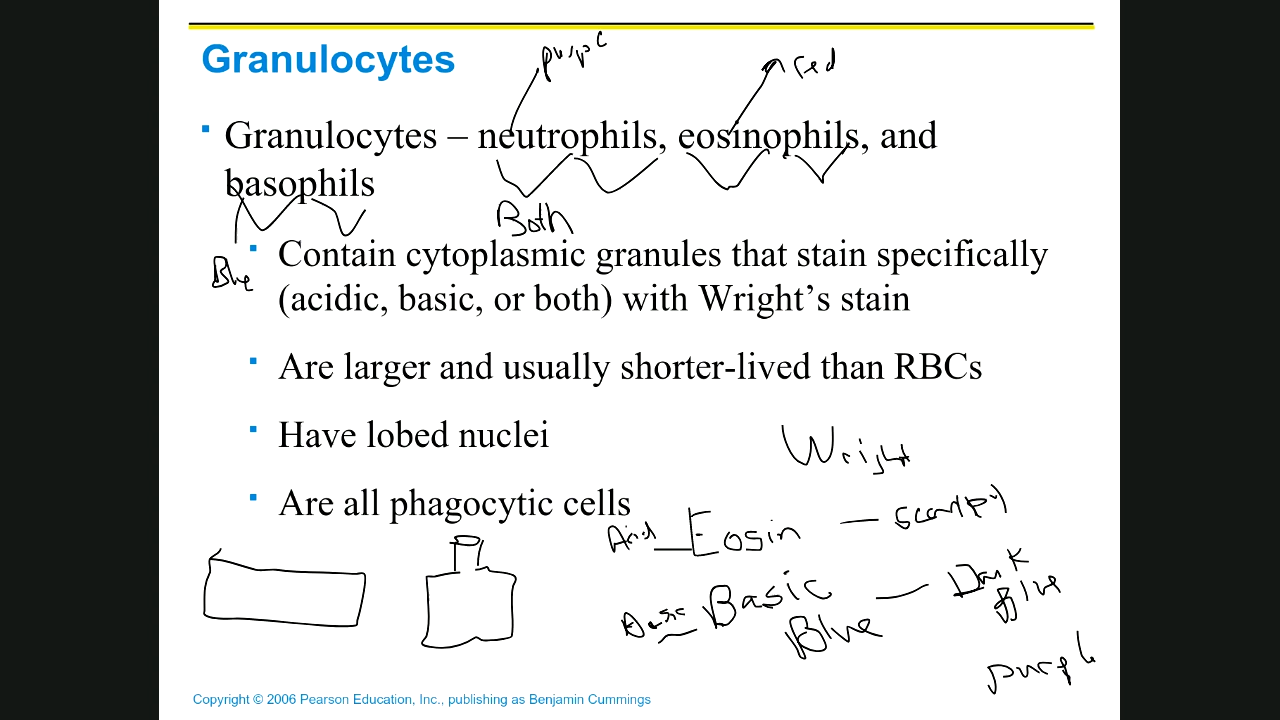 Granulocytes
purple
red
Granulocytes – neutrophils, eosinophils, and
basophils
Both
Blue
Contain cytoplasmic granules that stain specifically
(acidic, basic, or both) with Wright’s stain
Are larger and usually shorter-lived than RBCs
Have lobed nuclei
Wright
Are all phagocytic cells
Acid Eosin —
Basic — Dark
Blue
Blue
purple
Copyright © 2006 Pearson Education, Inc., publishing as Benjamin Cummings